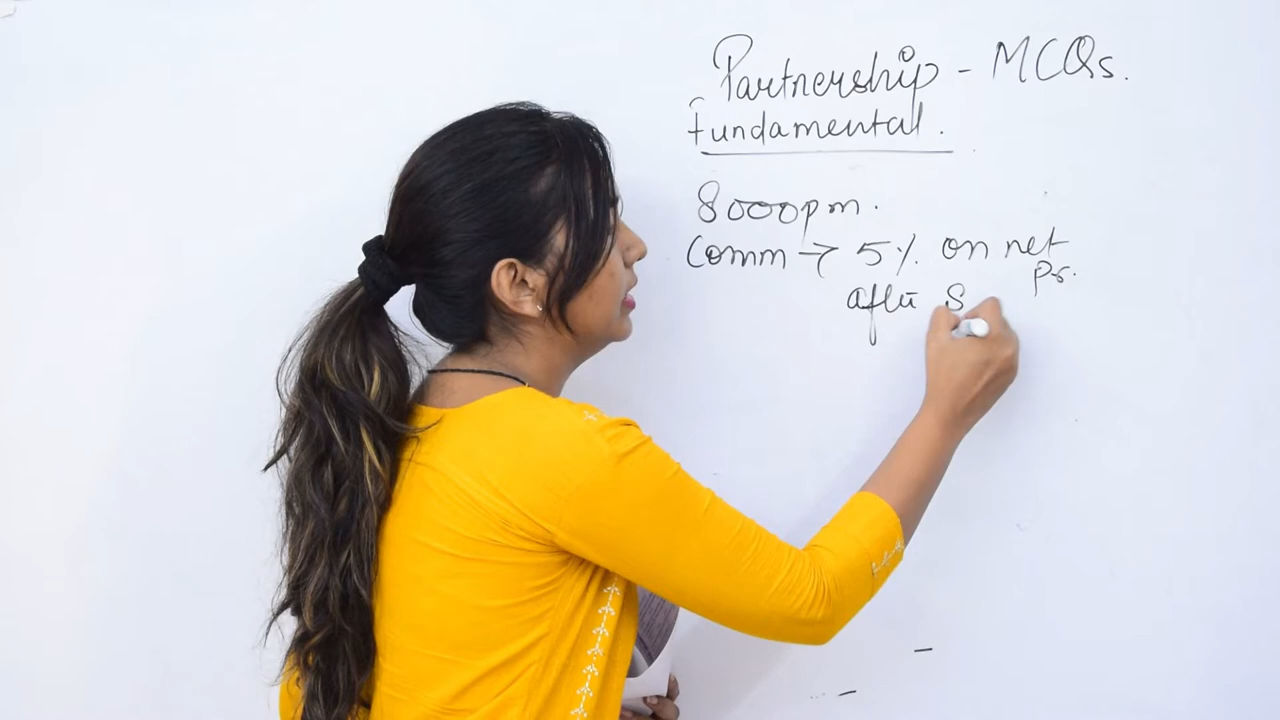 Partnership - MCQs.
Fundamental.
8000pm.
Comm → 5% on net
Pr.
after S